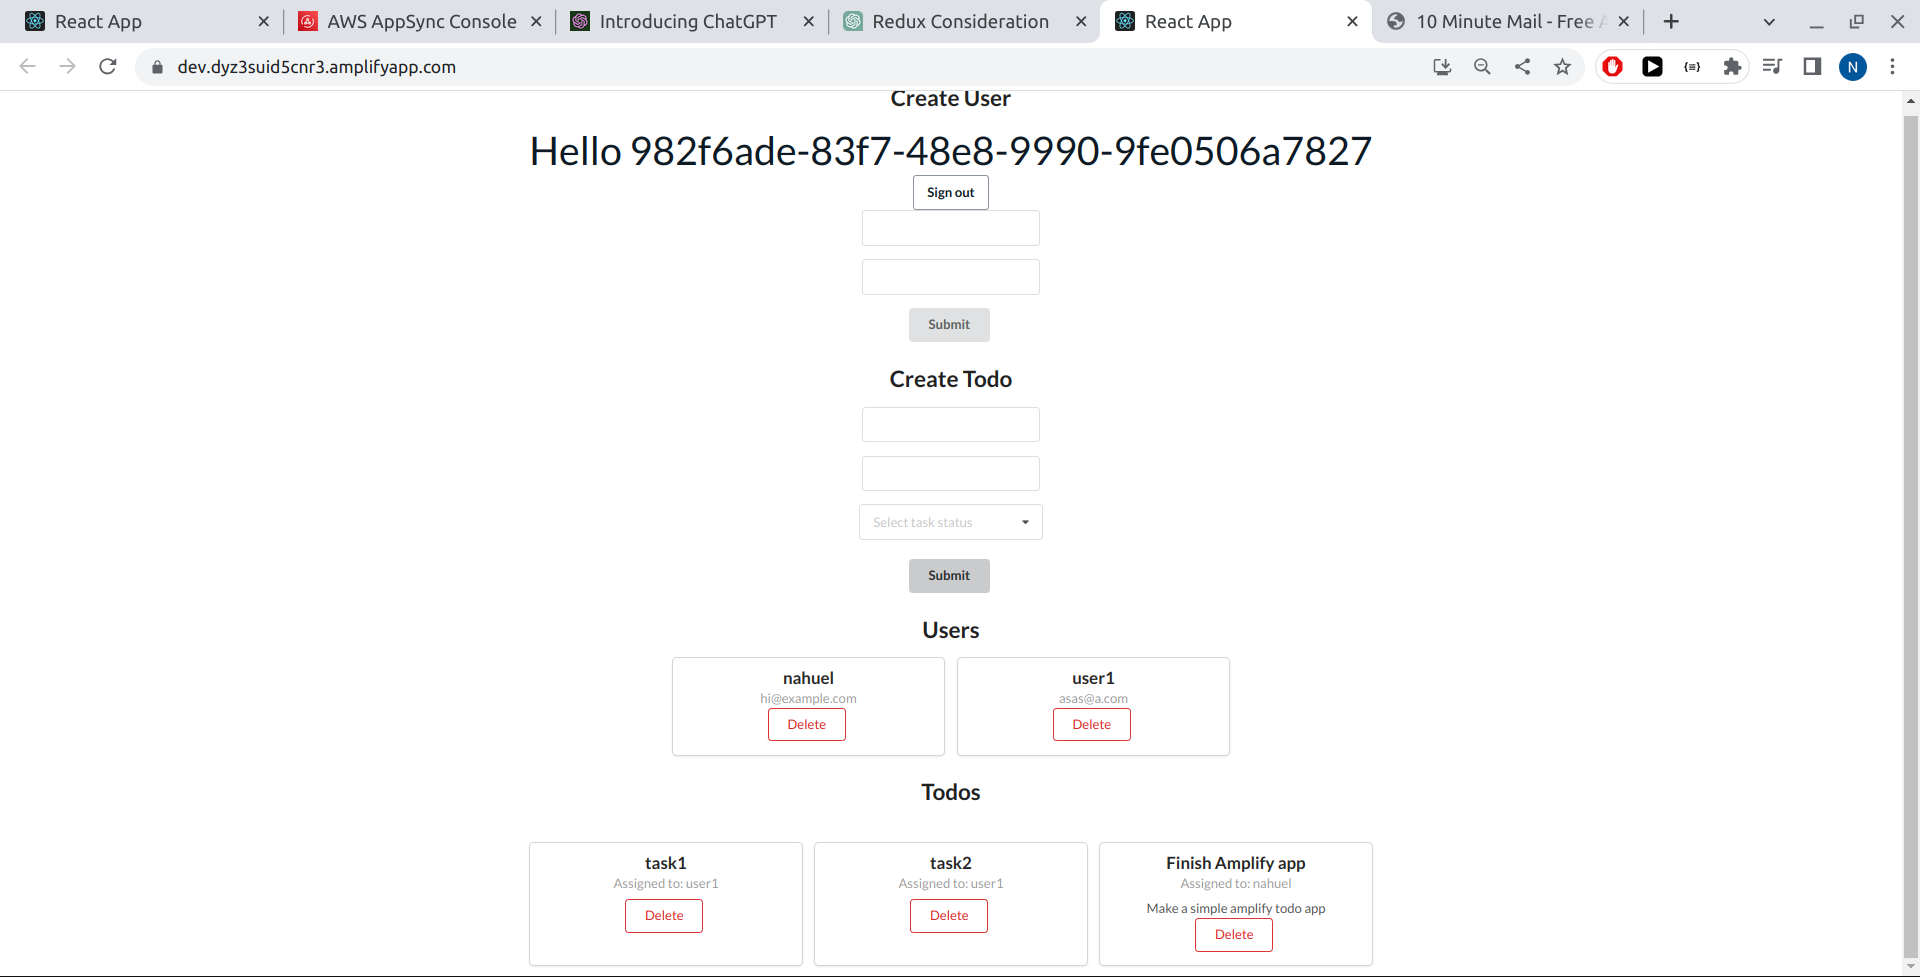 React App
AWS AppSync Console
Introducing ChatGPT
Redux Consideration
React App
10 Minute Mail - Free
dev.dyz3suid5cnr3.amplifyapp.com
N
Create User
Hello 982f6ade-83f7-48e8-9990-9fe0506a7827
Sign out
Submit
Create Todo
Select task status
Submit
Users
nahuel
hi@example.com
Delete
user1
asas@a.com
Delete
Todos
task1
Assigned to: user1
Delete
task2
Assigned to: user1
Delete
Finish Amplify app
Assigned to: nahuel
Make a simple amplify todo app
Delete